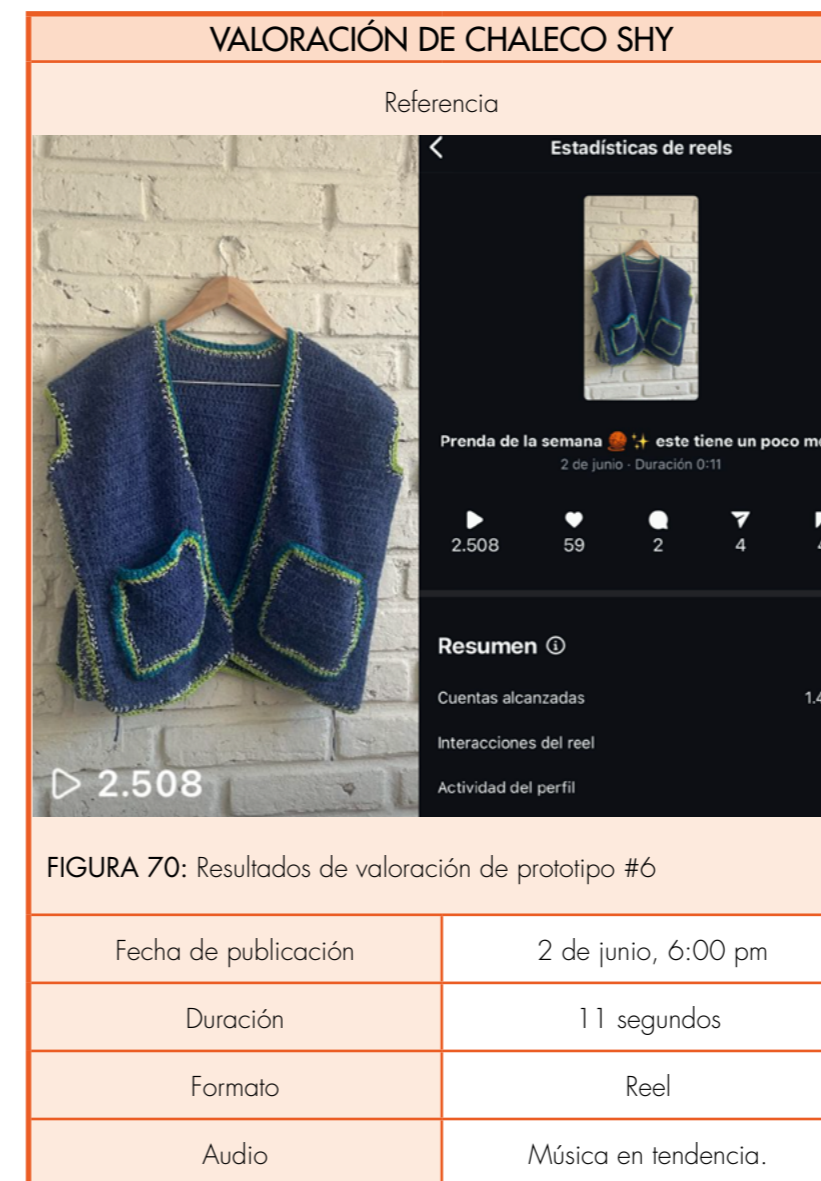 VALORACIÓN DE CHALECO SHY
Referencia
2.508
Estadísticas de reels
Prenda de la semana este tiene un poco
2 de junio · Duración 0:11
2.508 59 2 4
Resumen
Cuentas alcanzadas
Interacciones del reel
Actividad del perfil
FIGURA 70: Resultados de valoración de prototipo #6
Fecha de publicación 2 de junio, 6:00 pm
Duración 11 segundos
Formato Reel
Audio Música en tendencia.